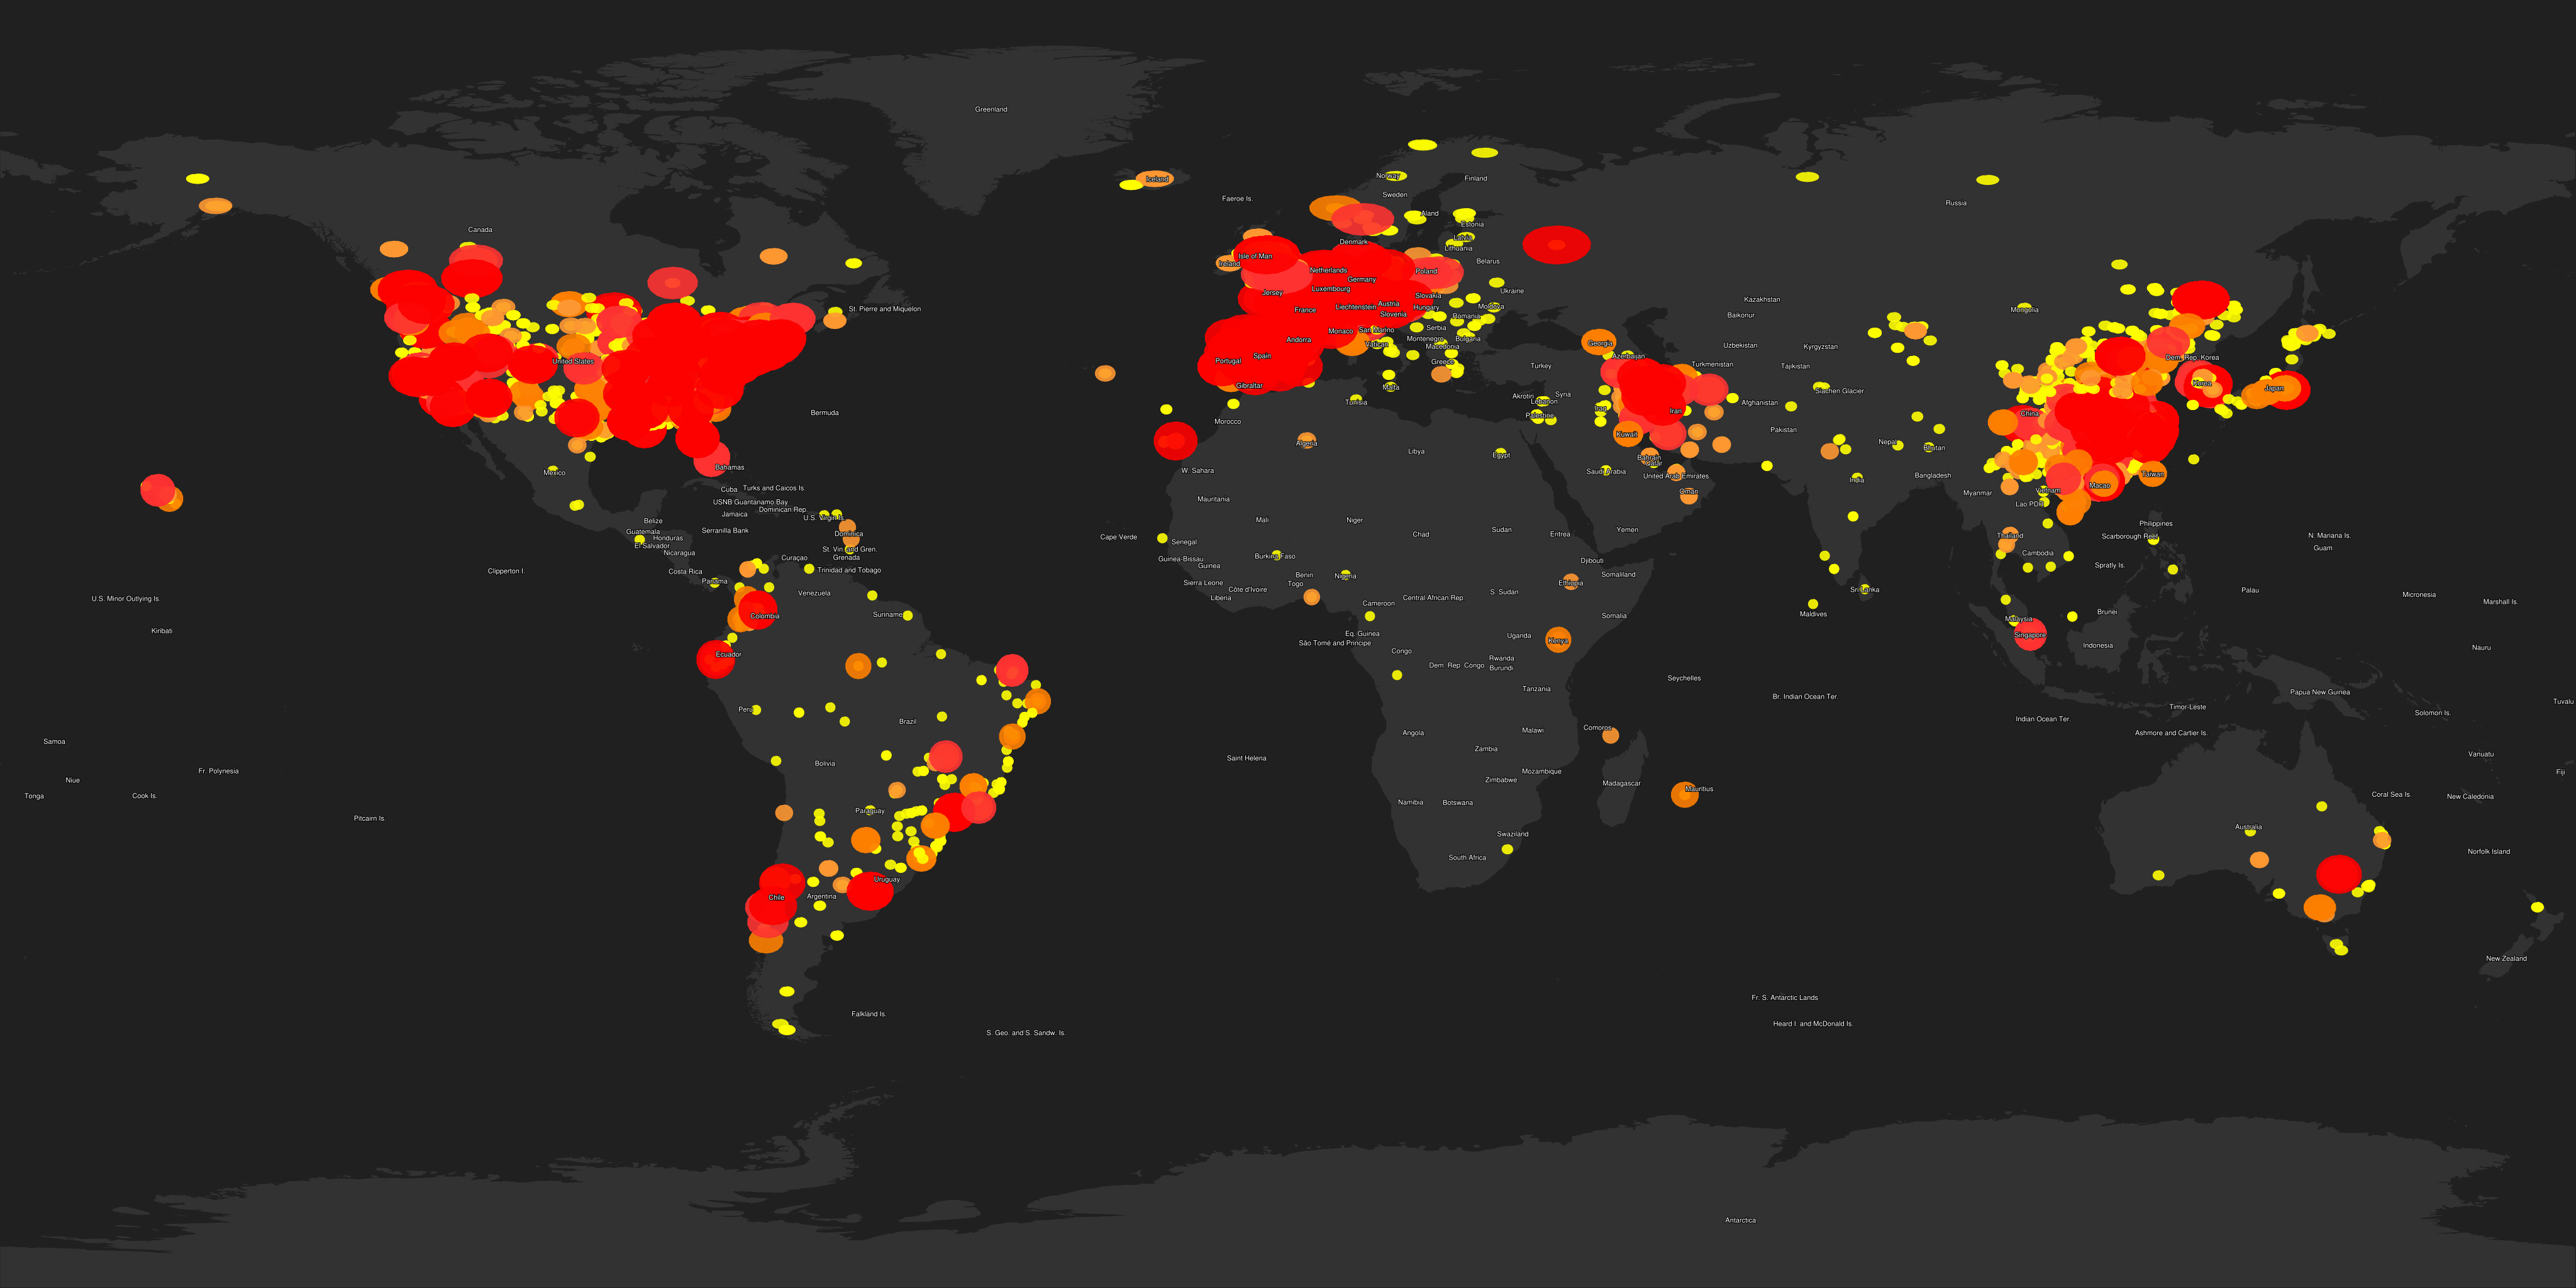 Greenland
Iceland
Norway
Finland
Sweden
Faeroe Is.
Russia
Aland
Canada
Estonia
Latvia
Denmark
Lithuania
Isle of Man
Ireland
Belarus
Netherlands
Poland
Germany
Luxembourg
Ukraine
Jersey
Slovakia
Kazakhstan
Austria
Liechtenstein
Hungary
Moldova
St. Pierre and Miquelon
France
Mongolia
Slovenia
Romania
Baikonur
Serbia
Monaco
San Marino
Montenegro
Bulgaria
Andorra
Vatican
Georgia
Macedonia
Uzbekistan
Kyrgyzstan
Spain
Azerbaijan
Dem. Rep. Korea
United States
Portugal
Greece
Turkey
Turkmenistan
Tajikistan
Korea
Gibraltar
Malta
Siachen Glacier
Japan
Akrotiri
Syria
Tunisia
Lebanon
Afghanistan
Iraq
Iran
Bermuda
Palestine
China
Morocco
Pakistan
Kuwait
Algeria
Nepal
Bhutan
Libya
Egypt
Bahrain
Qatar
Bahamas
Mexico
W. Sahara
Saudi Arabia
United Arab Emirates
Bangladesh
Taiwan
India
Macao
Cuba
Turks and Caicos Is.
Oman
Myanmar
Vietnam
Mauritania
USNB Guantanamo Bay
Lao PDR
Dominican Rep.
Jamaica
U.S. Virgin Is.
Belize
Mali
Niger
Philippines
Guatemala
Serranilla Bank
Sudan
Yemen
Honduras
Dominica
Cape Verde
Chad
Eritrea
Thailand
Scarborough Reef
N. Mariana Is.
Senegal
El Salvador
Guam
St. Vin. and Gren.
Nicaragua
Burkina Faso
Cambodia
Curaçao
Grenada
Guinea-Bissau
Djibouti
Guinea
Spratly Is.
Clipperton I.
Costa Rica
Trinidad and Tobago
Benin
Nigeria
Somaliland
Panama
Sierra Leone
Togo
Ethiopia
Côte d'Ivoire
Venezuela
S. Sudan
Sri Lanka
Palau
Micronesia
U.S. Minor Outlying Is.
Liberia
Central African Rep.
Marshall Is.
Cameroon
Maldives
Brunei
Colombia
Suriname
Somalia
Malaysia
Kiribati
Eq. Guinea
Uganda
Singapore
São Tomé and Principe
Kenya
Indonesia
Congo
Nauru
Ecuador
Rwanda
Dem. Rep. Congo
Burundi
Seychelles
Tanzania
Papua New Guinea
Br. Indian Ocean Ter.
Tuvalu
Peru
Timor-Leste
Solomon Is.
Brazil
Indian Ocean Ter.
Comoros
Malawi
Angola
Ashmore and Cartier Is.
Samoa
Zambia
Vanuatu
Saint Helena
Bolivia
Fr. Polynesia
Mozambique
Fiji
Niue
Zimbabwe
Madagascar
Mauritius
Tonga
Cook Is.
Coral Sea Is.
New Caledonia
Namibia
Botswana
Paraguay
Pitcairn Is.
Australia
Swaziland
Norfolk Island
South Africa
Uruguay
Chile
Argentina
New Zealand
Fr. S. Antarctic Lands
Falkland Is.
Heard I. and McDonald Is.
S. Geo. and S. Sandw. Is.
Antarctica